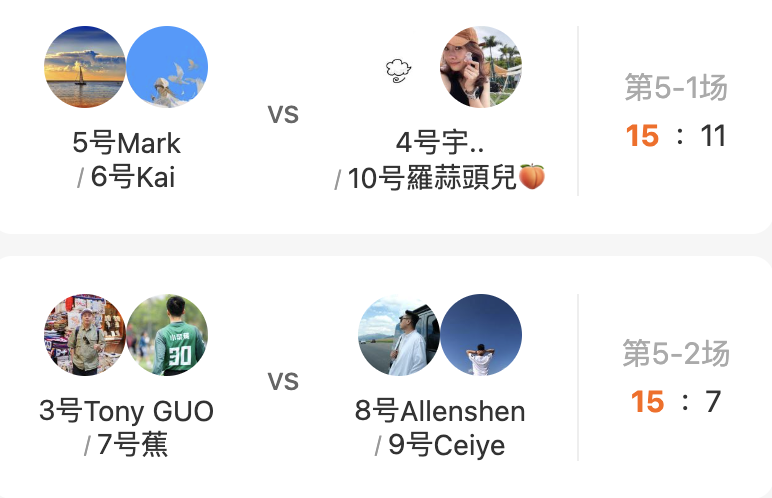 5号Mark
/ 6号Kai
vs
4号宇..
/ 10号羅蒜頭兒🍑
第5-1场
15 : 11
30
3号Tony GUO
/ 7号蕉
vs
8号Allenshen
/ 9号Ceiye
第5-2场
15 : 7